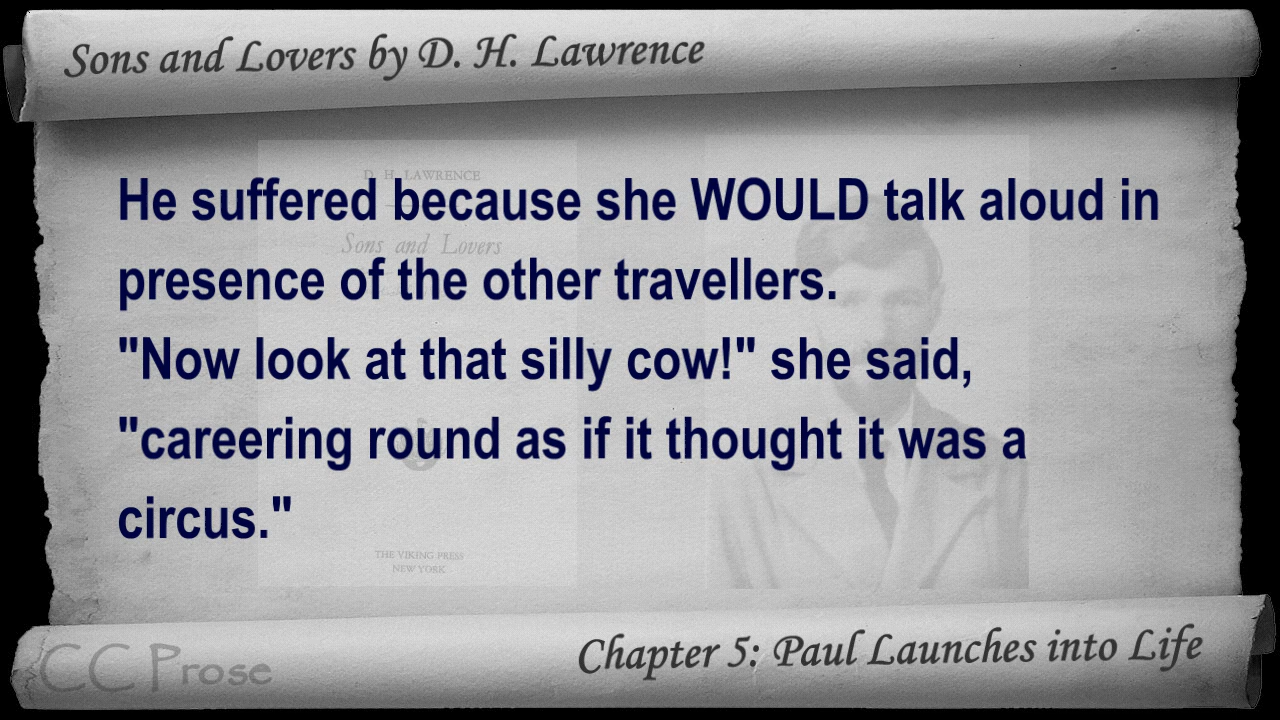 Sons and Lovers by D. H. Lawrence
D. H. LAWRENCE
Sons and Lovers
He suffered because she WOULD talk aloud in
presence of the other travellers.
"Now look at that silly cow!" she said,
"careering round as if it thought it was a
circus."
THE VIKING PRESS
NEW YORK
Chapter 5: Paul Launches into Life
CC Prose